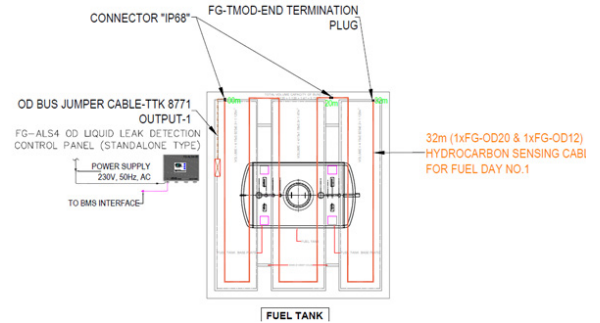 FG-TMOD-END TERMINATION
PLUG
CONNECTOR "IP68"
OD BUS JUMPER CABLE-TTK 8771
OUTPUT-1
FG-ALS4 OD LIQUID LEAK DETECTION
CONTROL PANEL (STANDALONE TYPE)
POWER SUPPLY
230V, 50Hz, AC
TO BMS INTERFACE
32m (1xFG-OD20 & 1xFG-OD12)
HYDROCARBON SENSING CABL
FOR FUEL DAY NO.1
FUEL TANK